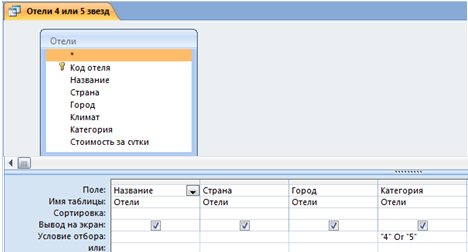 Отели 4 или 5 звезд
Отели
*
Код отеля
Название
Страна
Город
Климат
Категория
Стоимость за сутки
Поле: Название Страна Город Категория
Имя таблицы: Отели Отели Отели Отели
Сортировка:
Вывод на экран:
Условие отбора: "4" Or "5"
или: